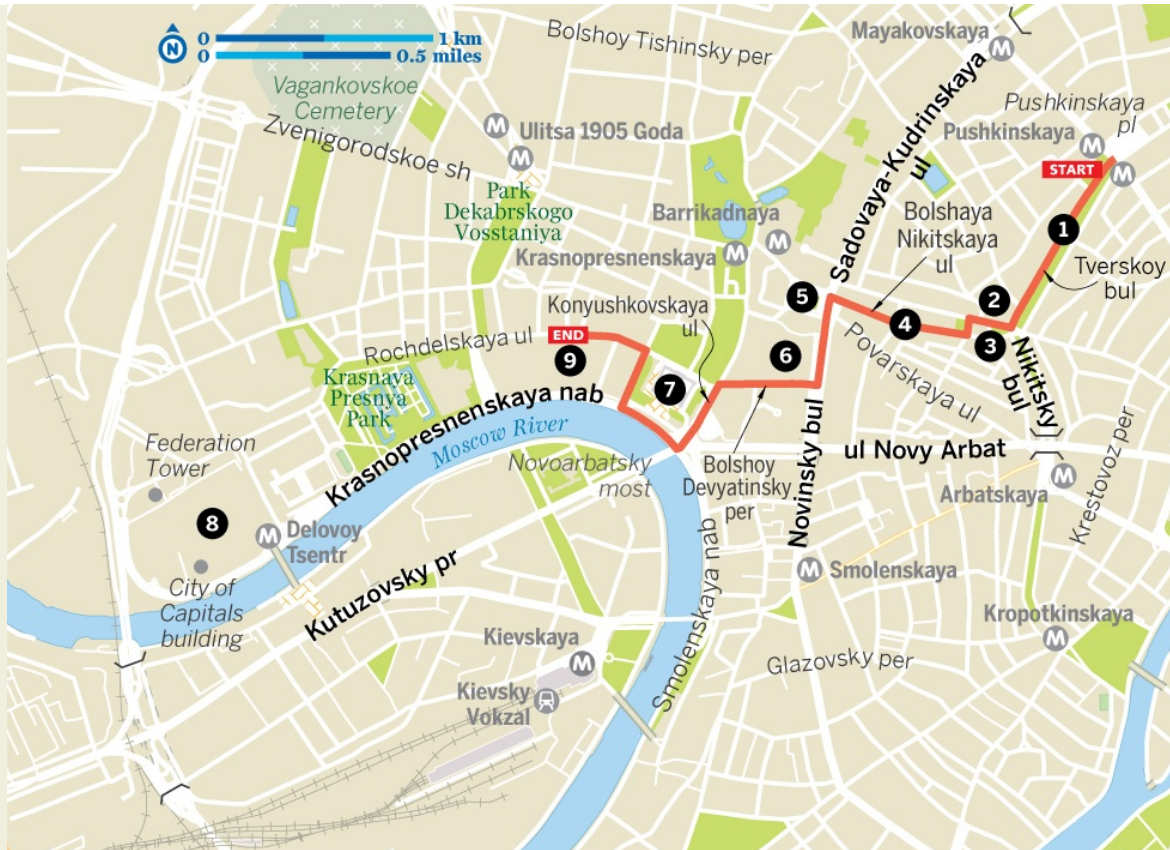 N
0
1 km
0
0.5 miles
Bolshoy Tishinsky per
Mayakovskaya
M
Vagankovskoe
Cemetery
Zvenigorodskoe sh
M
Ulitsa 1905 Goda
M
Sadovaya-Kudrinskaya
ul
Pushkinskaya
pl
Pushkinskaya
M
START
M
Park
Dekabrskogo
Vosstaniya
Barrikadnaya
M
Krasnopresnenskaya
M
Bolshaya
Nikitskaya
ul
1
Tverskoy
bul
Konyushkovskaya
ul
5
2
4
3
END
Rochdelskaya ul
9
6
Povarskaya ul
Nikitsky
bul
Krasnaya
Presnya
Park
7
Krasnopresnenskaya nab
Moscow River
Federation
Tower
Novoarbatsky
most
Bolshoy
Devyatinsky
per
Novinsky bul
ul Novy Arbat
Arbatskaya
M
Krestovoz per
8
M
Delovoy
Tsentr
City of
Capitals
building
Kutuzovsky pr
Smolenskaya nab
M
Smolenskaya
Kropotkinskaya
M
Kievskaya
M
Glazovsky per
Kievsky
Vokzal